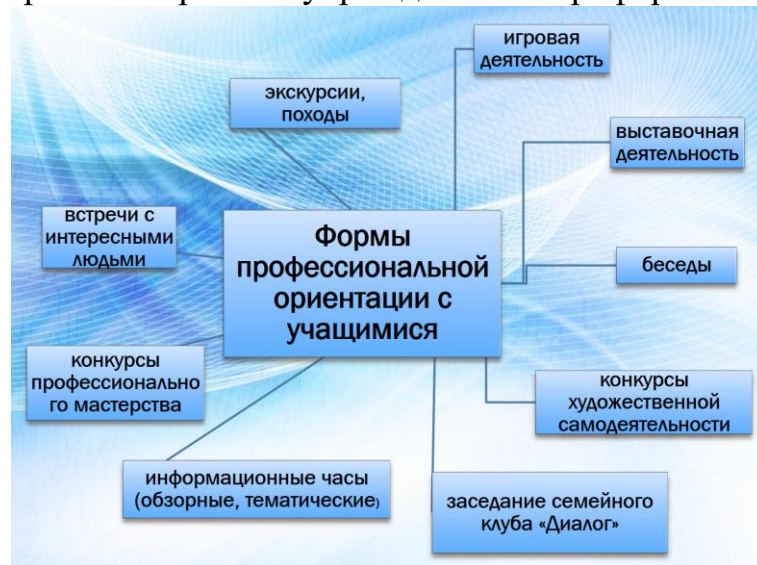 игровая
деятельность
экскурсии,
походы
выставочная
деятельность
встречи с
интересными
людьми
Формы
профессиональной
ориентации с
учащимися
беседы
конкурсы
профессионально
го мастерства
конкурсы
художественной
самодеятельности
информационные часы
(обзорные, тематические)
заседание семейного
клуба «Диалог»